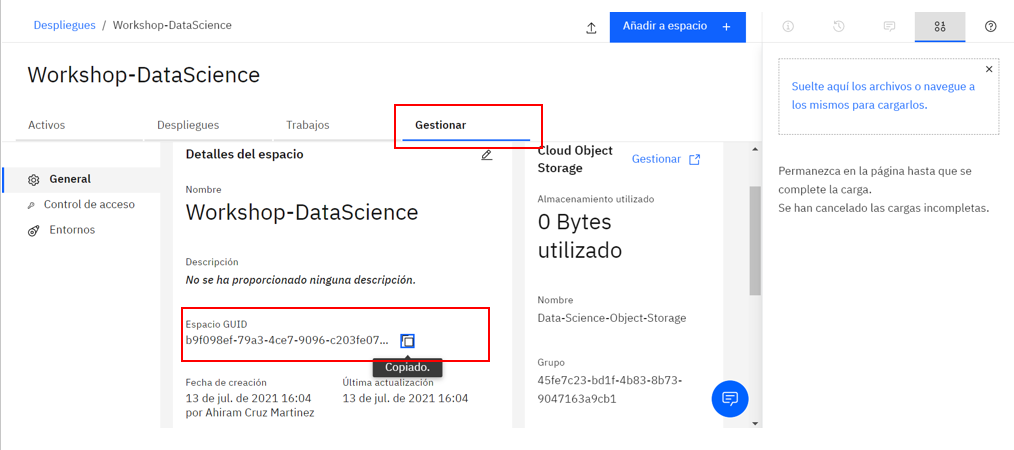 Despliegues / Workshop-DataScience
Añadir a espacio +
Workshop-DataScience
Activos
Despliegues
Trabajos
Gestionar
General
Control de acceso
Entornos
Detalles del espacio
Nombre
Workshop-DataScience
Descripción
No se ha proporcionado ninguna descripción.
Espacio GUID
b9f098ef-79a3-4ce7-9096-c203fe07...
Copiado.
Fecha de creación
13 de jul. de 2021 16:04
por Ahiram Cruz Martinez
Última actualización
13 de jul. de 2021 16:04
Cloud Object
Storage
Gestionar
Almacenamiento utilizado
0 Bytes
utilizado
Nombre
Data-Science-Object-Storage
Grupo
45fe7c23-bd1f-4b83-8b73-
9047163a9cb1
Suelte aquí los archivos o navegue a
los mismos para cargarlos.
Permanezca en la página hasta que se
complete la carga.
Se han cancelado las cargas incompletas.